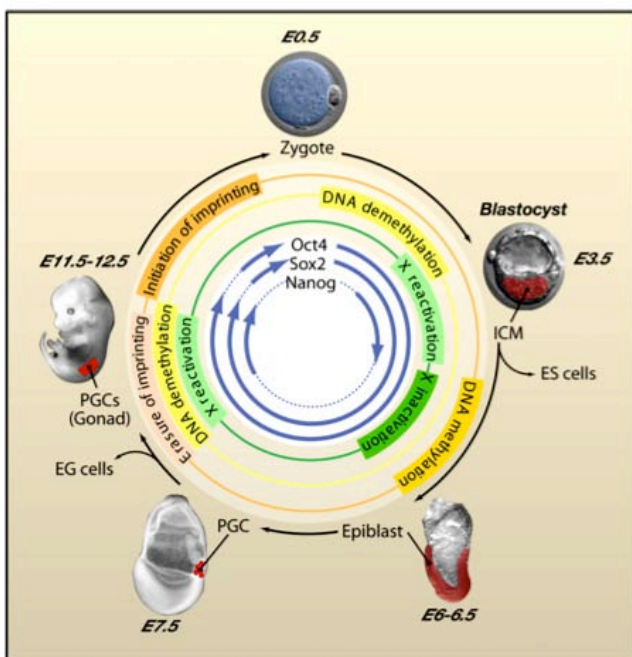 E0.5
Zygote
Initiation of imprinting
DNA demethylation
Blastocyst
E3.5
Oct4
Sox2
Nanog
X reactivation
ICM
ES cells
E11.5-12.5
PGCs
(Gonad)
Erasure of imprinting
DNA demethylation
X reactivation
X inactivation
DNA methylation
EG cells
PGC
Epiblast
E7.5
E6-6.5